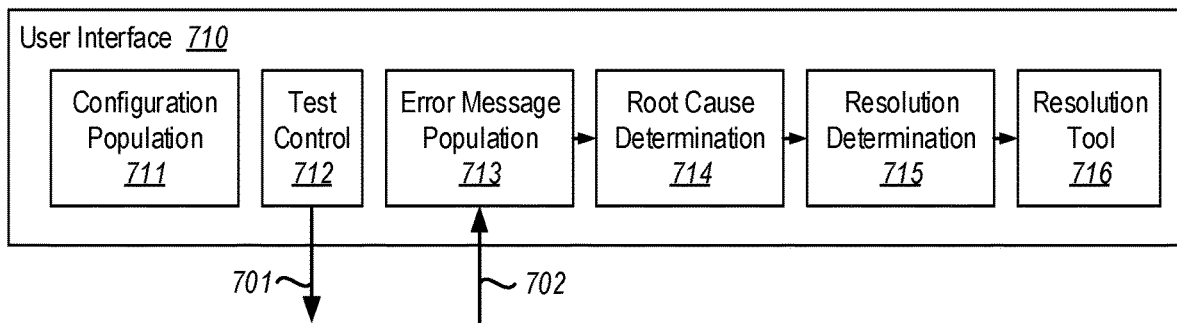 User Interface 710
Configuration
Population
711
Test
Control
712
Error Message
Population
713
Root Cause
Determination
714
Resolution
Determination
715
Resolution
Tool
716
701
702